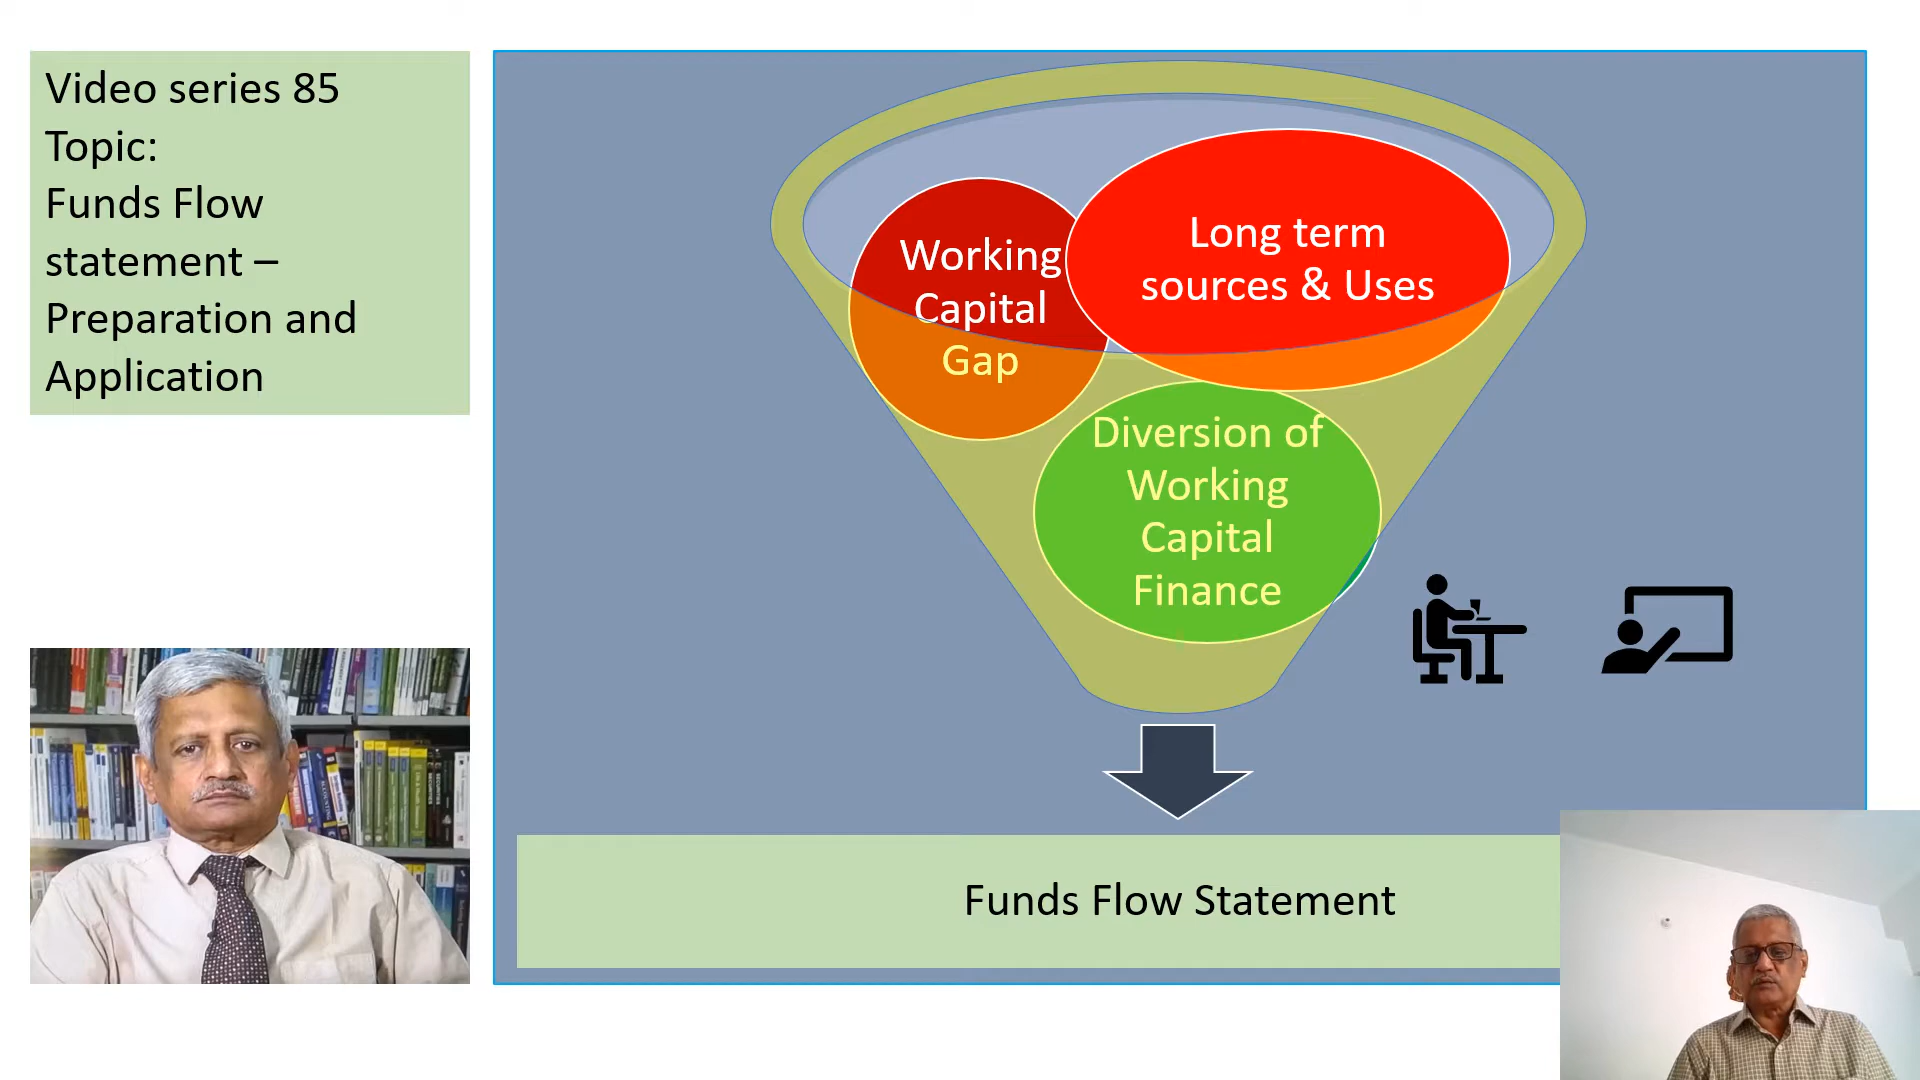 Video series 85
Topic:
Funds Flow
statement –
Preparation and
Application
Working
Capital
Gap
Long term
sources & Uses
Diversion of
Working
Capital
Finance
Funds Flow Statement